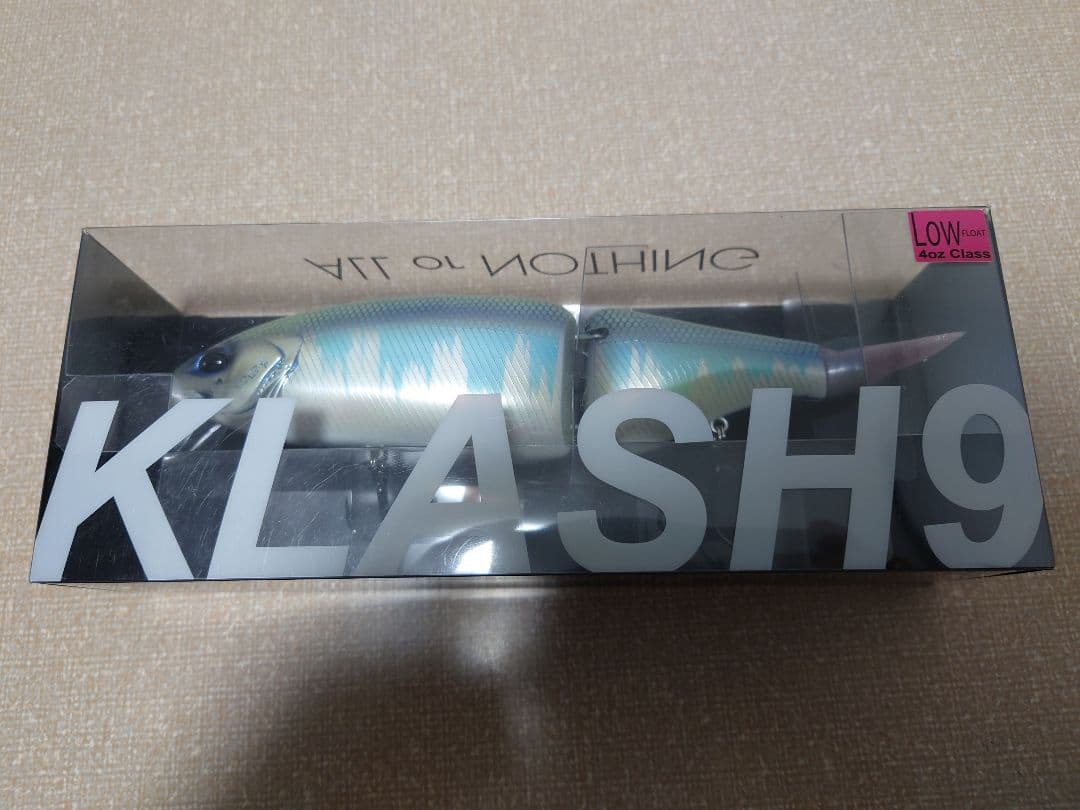 ALL or NOTHING
LOW FLOAT
4oz Class
KLASH9